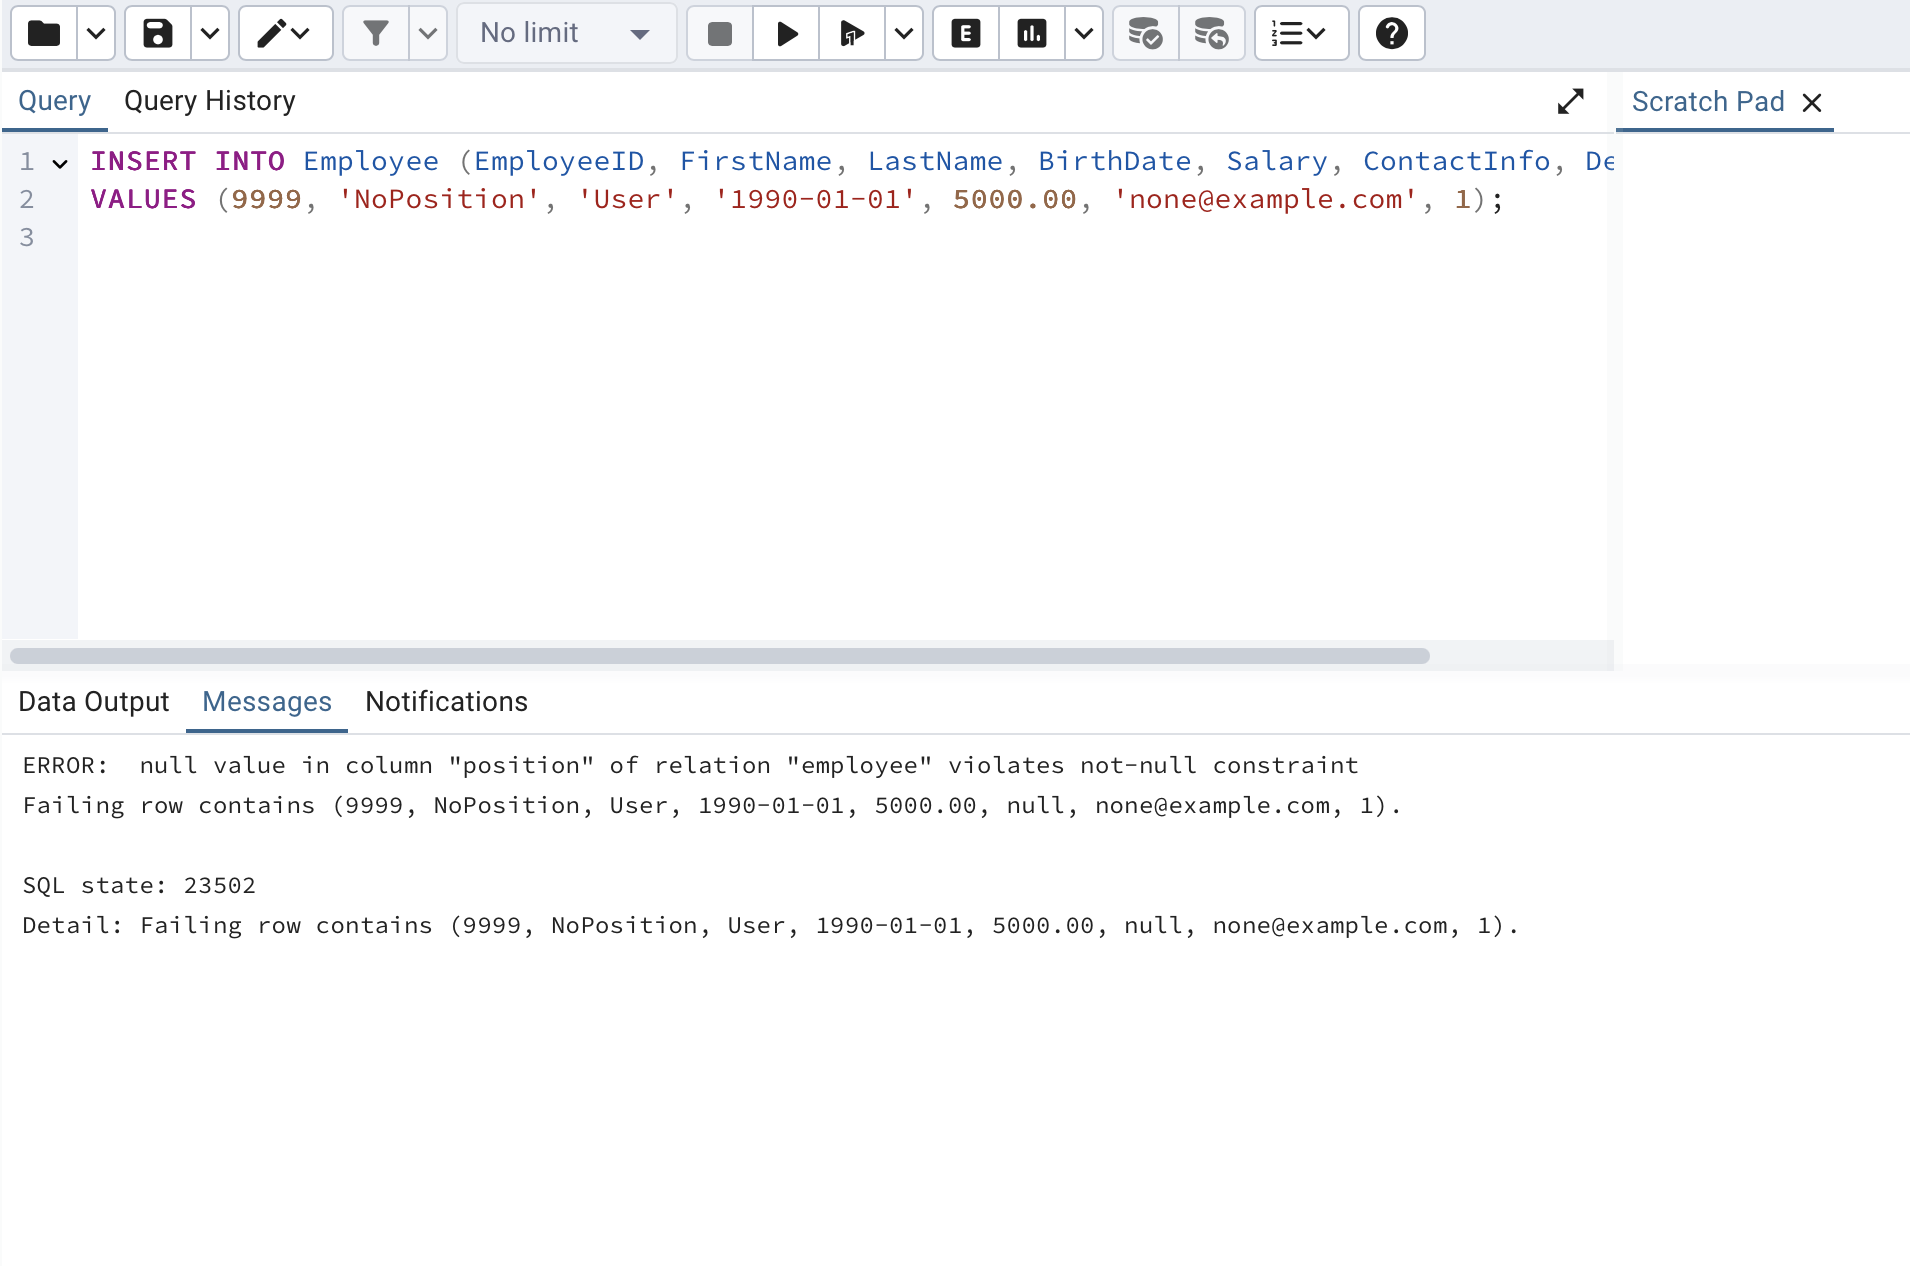 No limit
E
Query Query History Scratch Pad
1 INSERT INTO Employee (EmployeeID, FirstName, LastName, BirthDate, Salary, ContactInfo, De
2 VALUES (9999, 'NoPosition', 'User', '1990-01-01', 5000.00, 'none@example.com', 1);
3
Data Output Messages Notifications
ERROR:  null value in column "position" of relation "employee" violates not-null constraint
Failing row contains (9999, NoPosition, User, 1990-01-01, 5000.00, null, none@example.com, 1).
SQL state: 23502
Detail: Failing row contains (9999, NoPosition, User, 1990-01-01, 5000.00, null, none@example.com, 1).